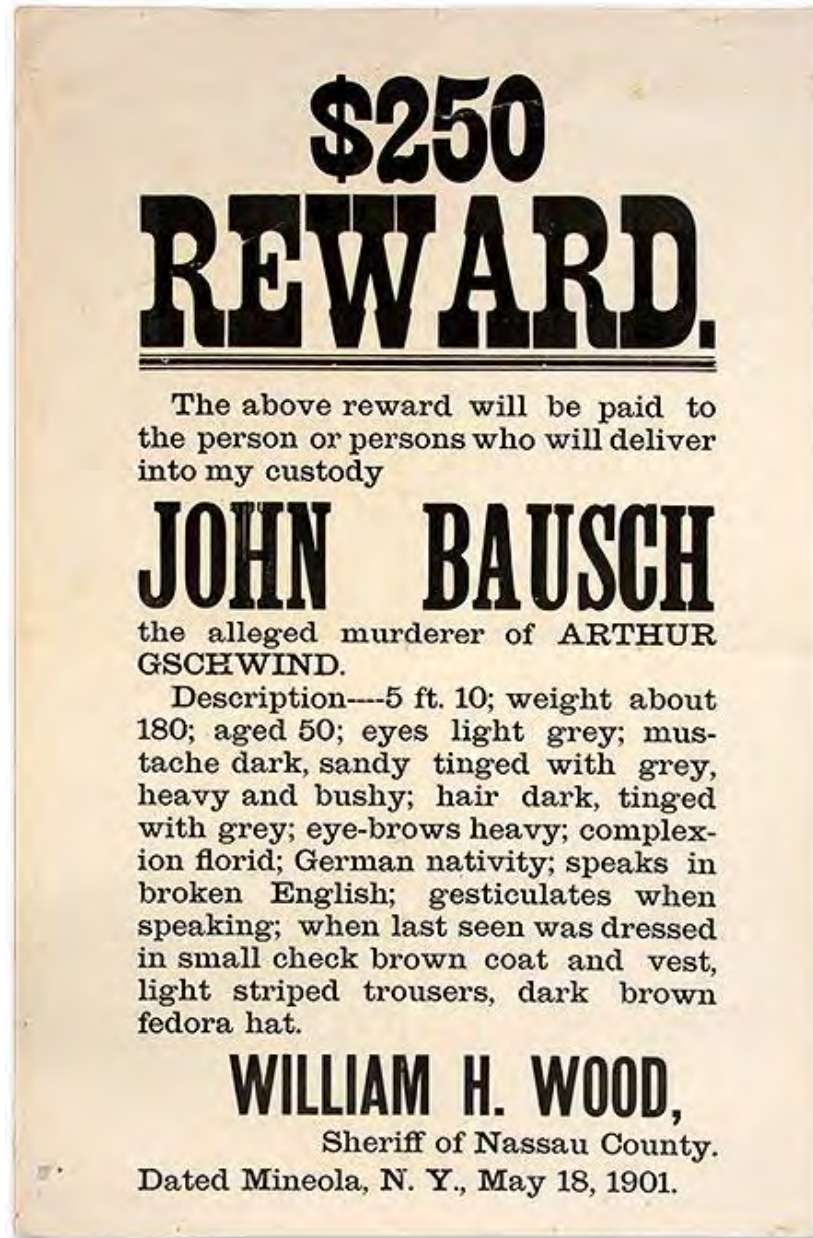 $250
REWARD.
The above reward will be paid to
the person or persons who will deliver
into my custody
JOHN BAUSCH
the alleged murderer of ARTHUR
GSCHWIND.
Description----5 ft. 10; weight about
180; aged 50; eyes light grey; mus-
tache dark, sandy tinged with grey,
heavy and bushy; hair dark, tinged
with grey; eye-brows heavy; complex-
ion florid; German nativity; speaks in
broken English; gesticulates when
speaking; when last seen was dressed
in small check brown coat and vest,
light striped trousers, dark brown
fedora hat.
WILLIAM H. WOOD,
Sheriff of Nassau County.
Dated Mineola, N. Y., May 18, 1901.